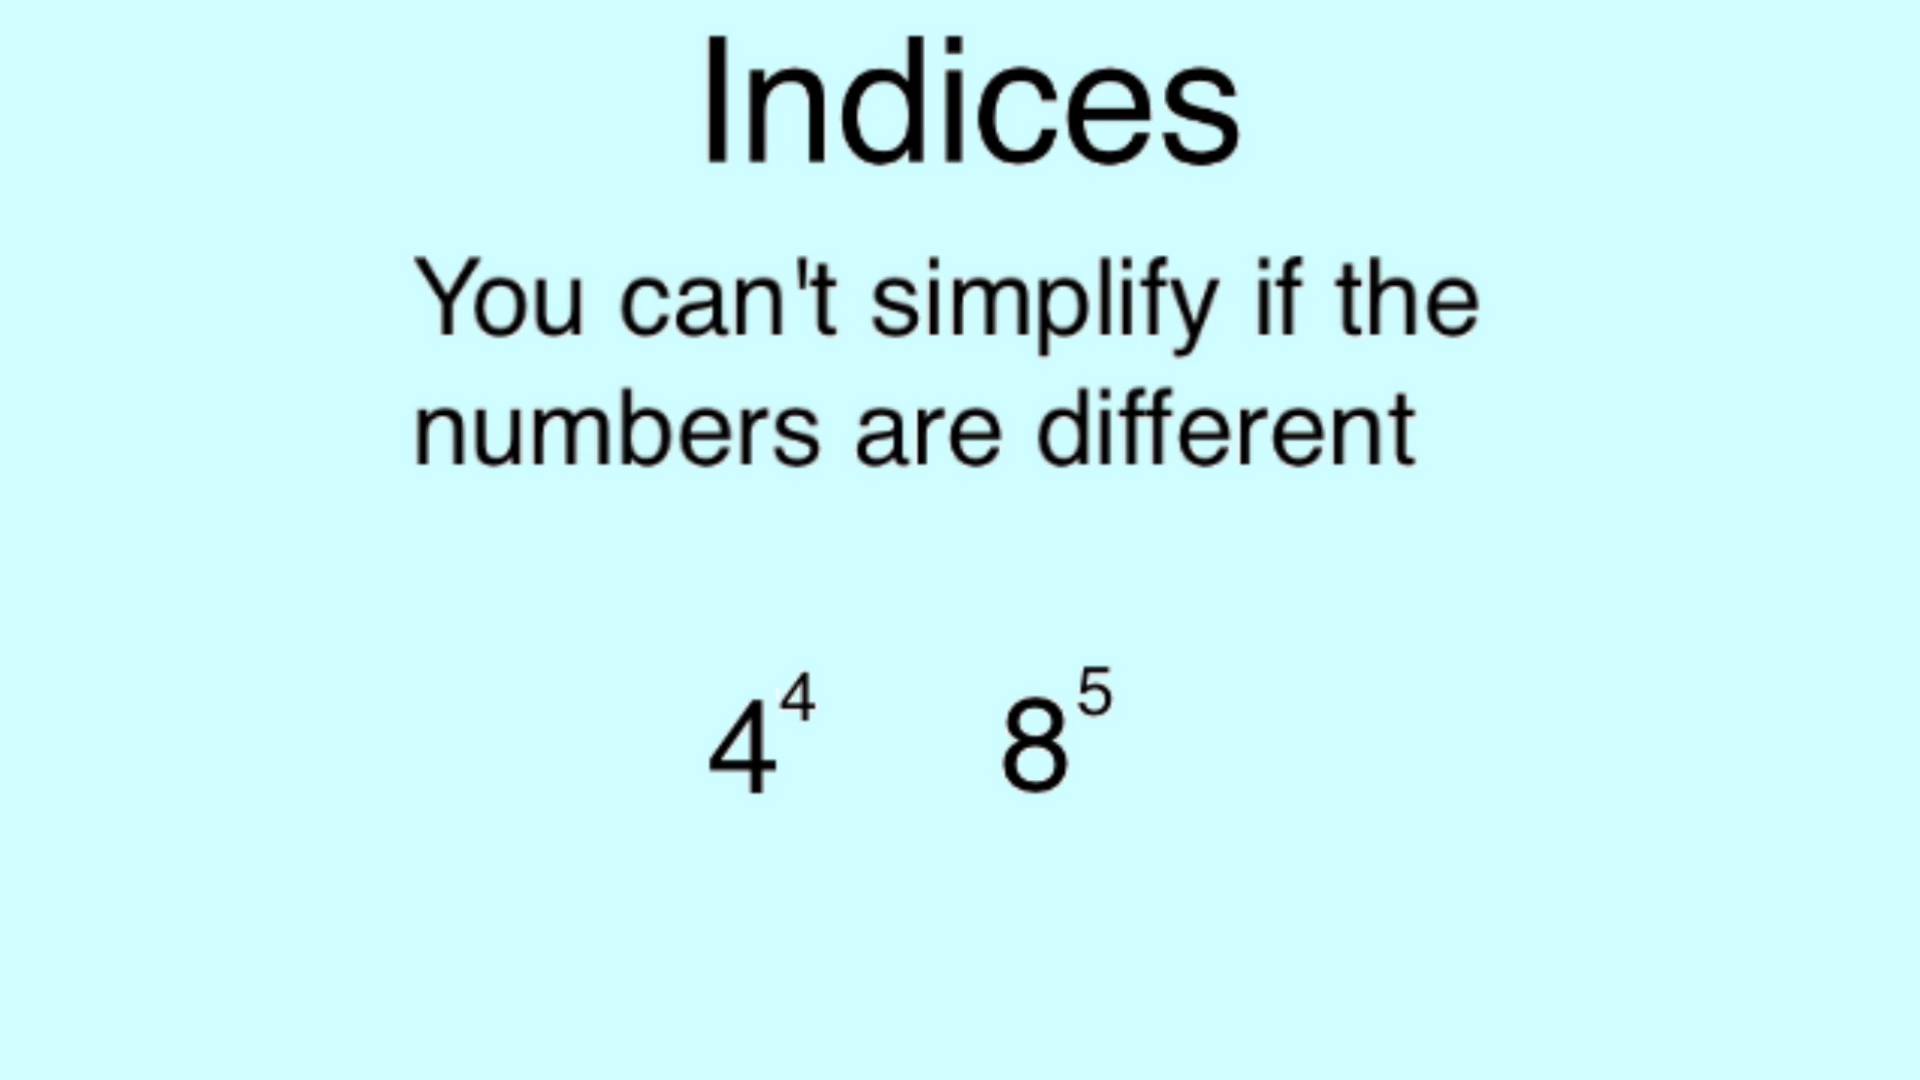 Indices
You can't simplify if the
numbers are different
4⁴ 8⁵